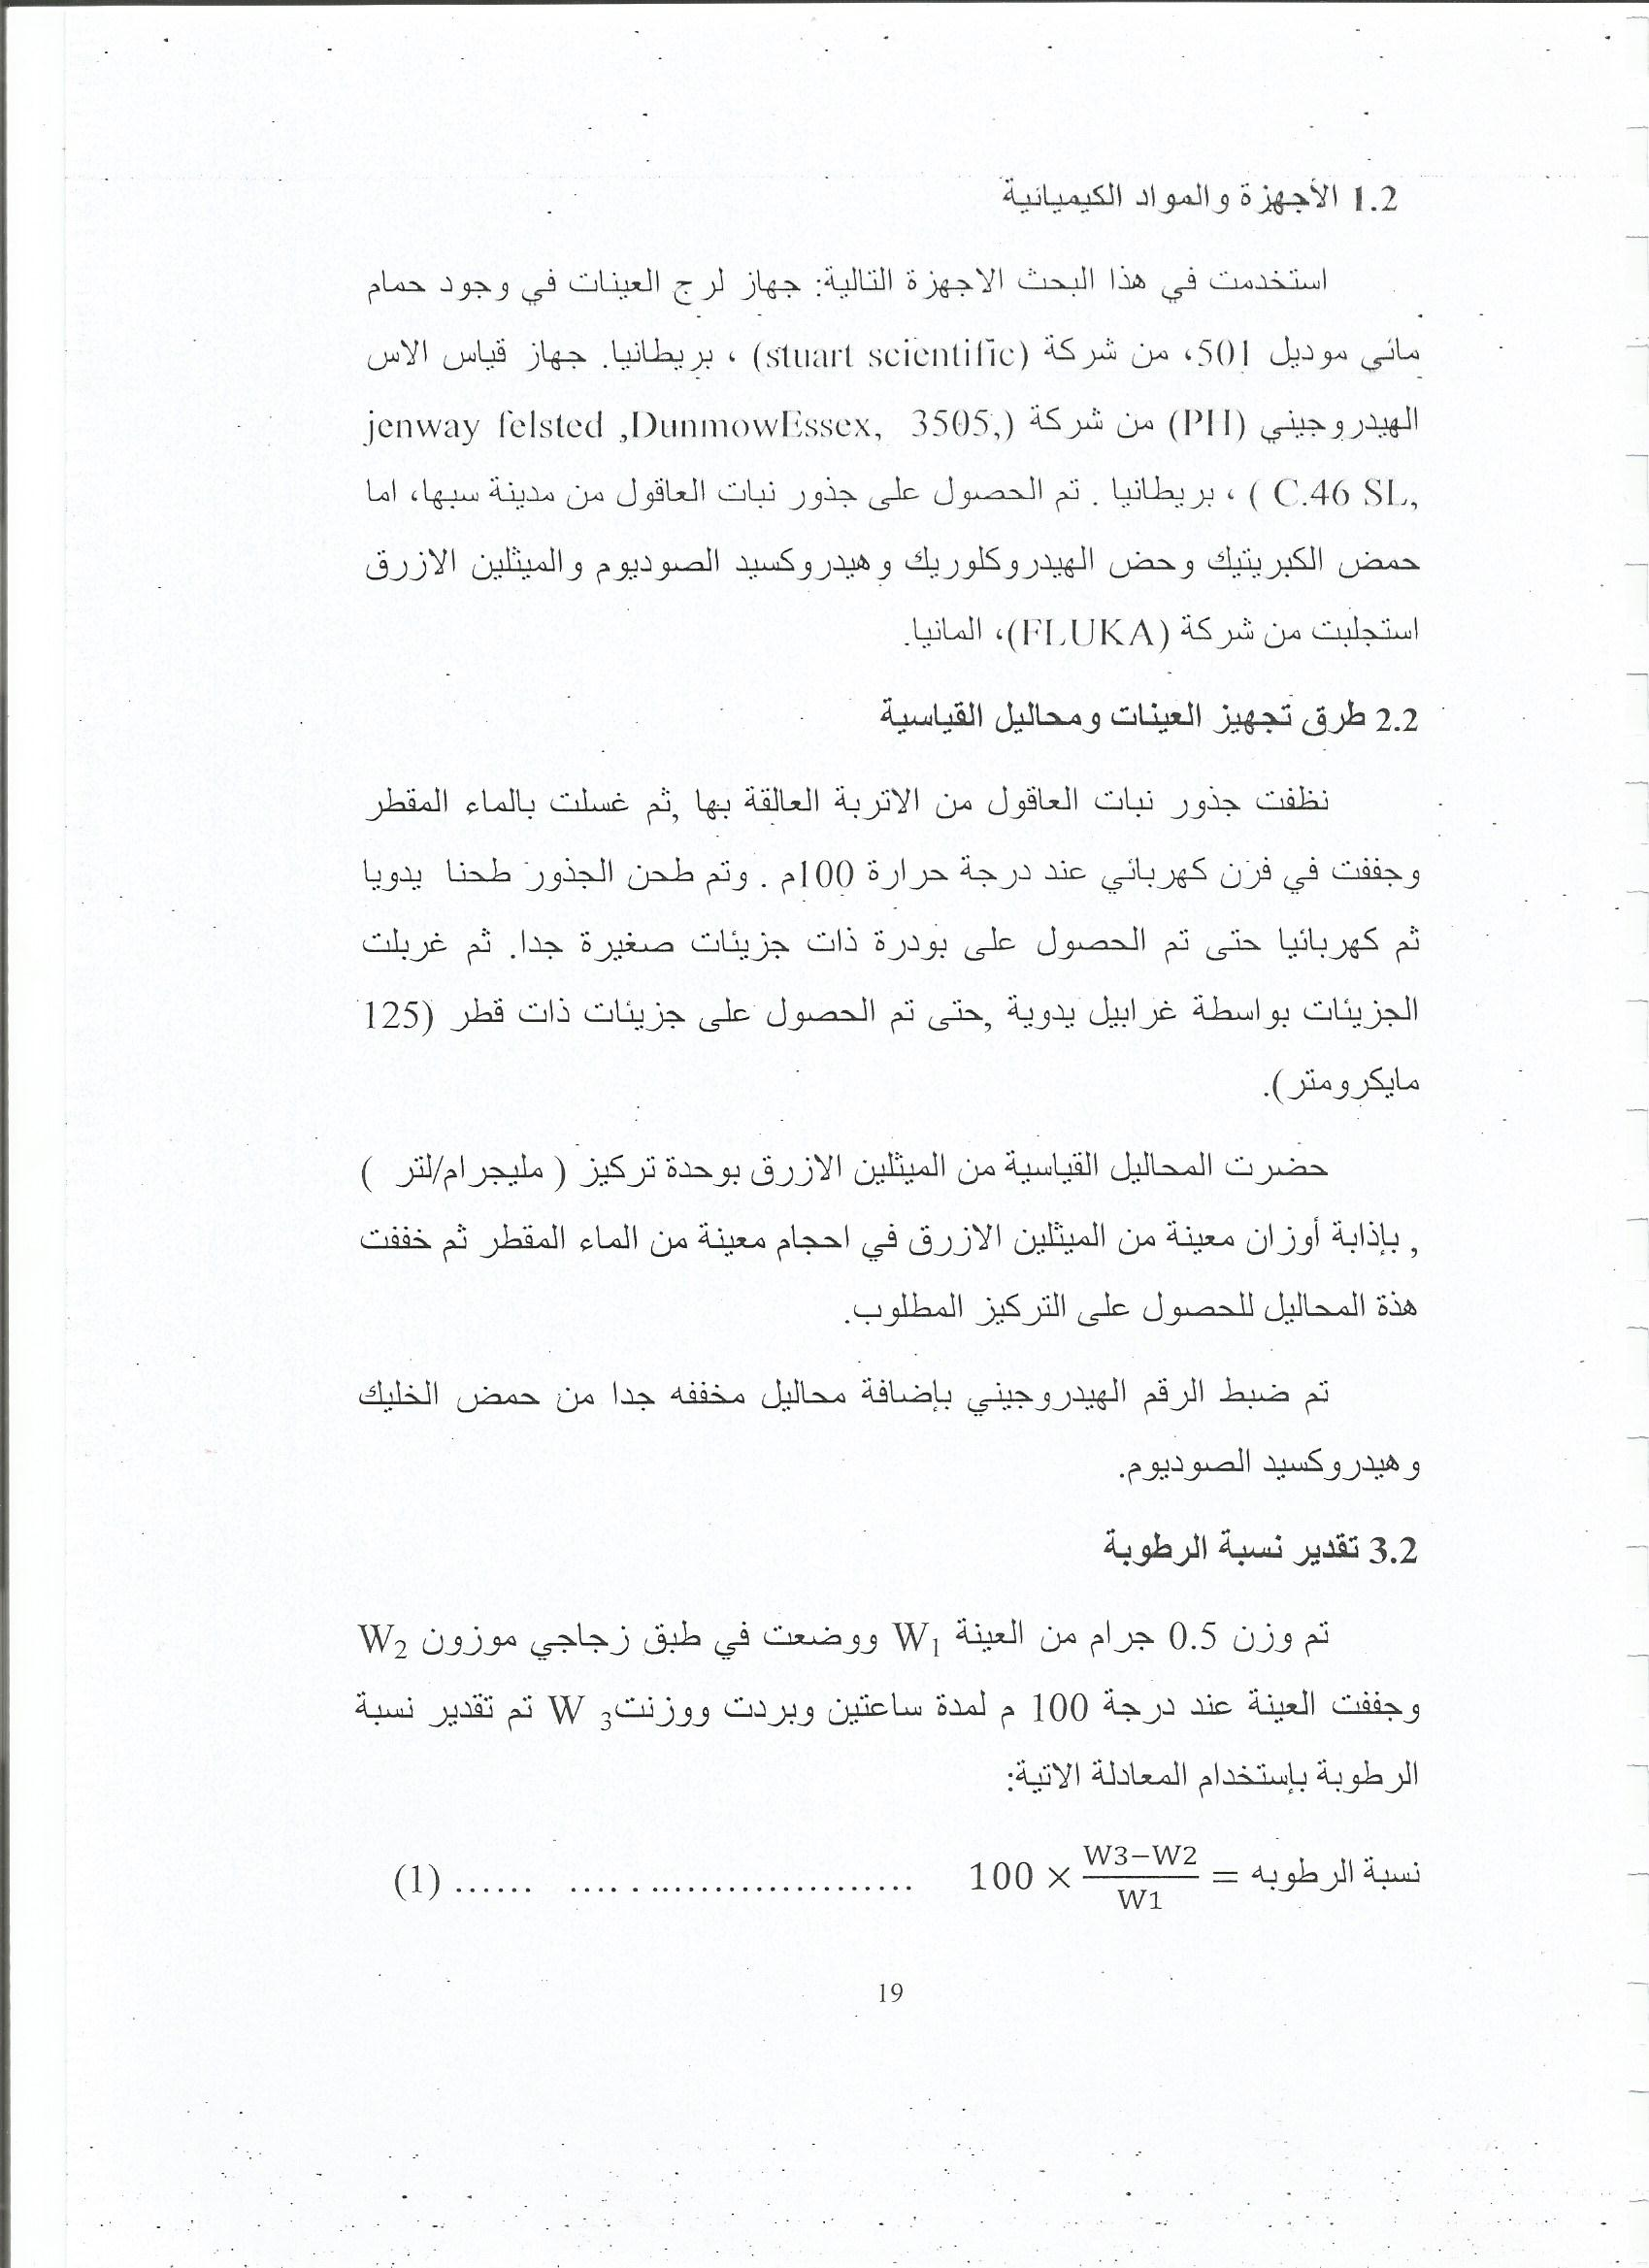 1.2 الأجهزة والمواد الكيميائية
استخدمت في هذا البحث الاجهزة التالية: جهاز لرج العينات في وجود حمام
مائي موديل 501، من شركة (stuart scientific) ، بريطانيا. جهاز قياس الاس
الهيدروجيني (PH) من شركة (,jenway felsted ,DunmowEssex, 3505
,C.46 SL ) ، بريطانيا . تم الحصول على جذور نبات العاقول من مدينة سبها، اما
حمض الكبريتيك وحض الهيدروكلوريك وهيدروكسيد الصوديوم والميثلين الازرق
استجلبت من شركة (FLUKA)، المانيا.
2.2 طرق تجهيز العينات ومحاليل القياسية
نظفت جذور نبات العاقول من الاتربة العالقة بها ,ثم غسلت بالماء المقطر
وجففت في فرن كهربائي عند درجة حرارة 100م . وتم طحن الجذور طحنا يدويا
ثم كهربائيا حتى تم الحصول على بودرة ذات جزيئات صغيرة جدا. ثم غربلت
الجزيئات بواسطة غرابيل يدوية ,حتى تم الحصول على جزيئات ذات قطر (125
مايكرومتر).
حضرت المحاليل القياسية من الميثلين الازرق بوحدة تركيز ( مليجرام/لتر )
, بإذابة أوزان معينة من الميثلين الازرق في احجام معينة من الماء المقطر ثم خففت
هذة المحاليل للحصول على التركيز المطلوب.
تم ضبط الرقم الهيدروجيني بإضافة محاليل مخففه جدا من حمض الخليك
وهيدروكسيد الصوديوم.
3.2 تقدير نسبة الرطوبة
تم وزن 0.5 جرام من العينة W1 ووضعت في طبق زجاجي موزون W2
وجففت العينة عند درجة 100 م لمدة ساعتين وبردت ووزنت W 3 تم تقدير نسبة
الرطوبة بإستخدام المعادلة الاتية:
نسبة الرطوبه = W3−W2/W1 × 100 ..................... ...... (1)
19